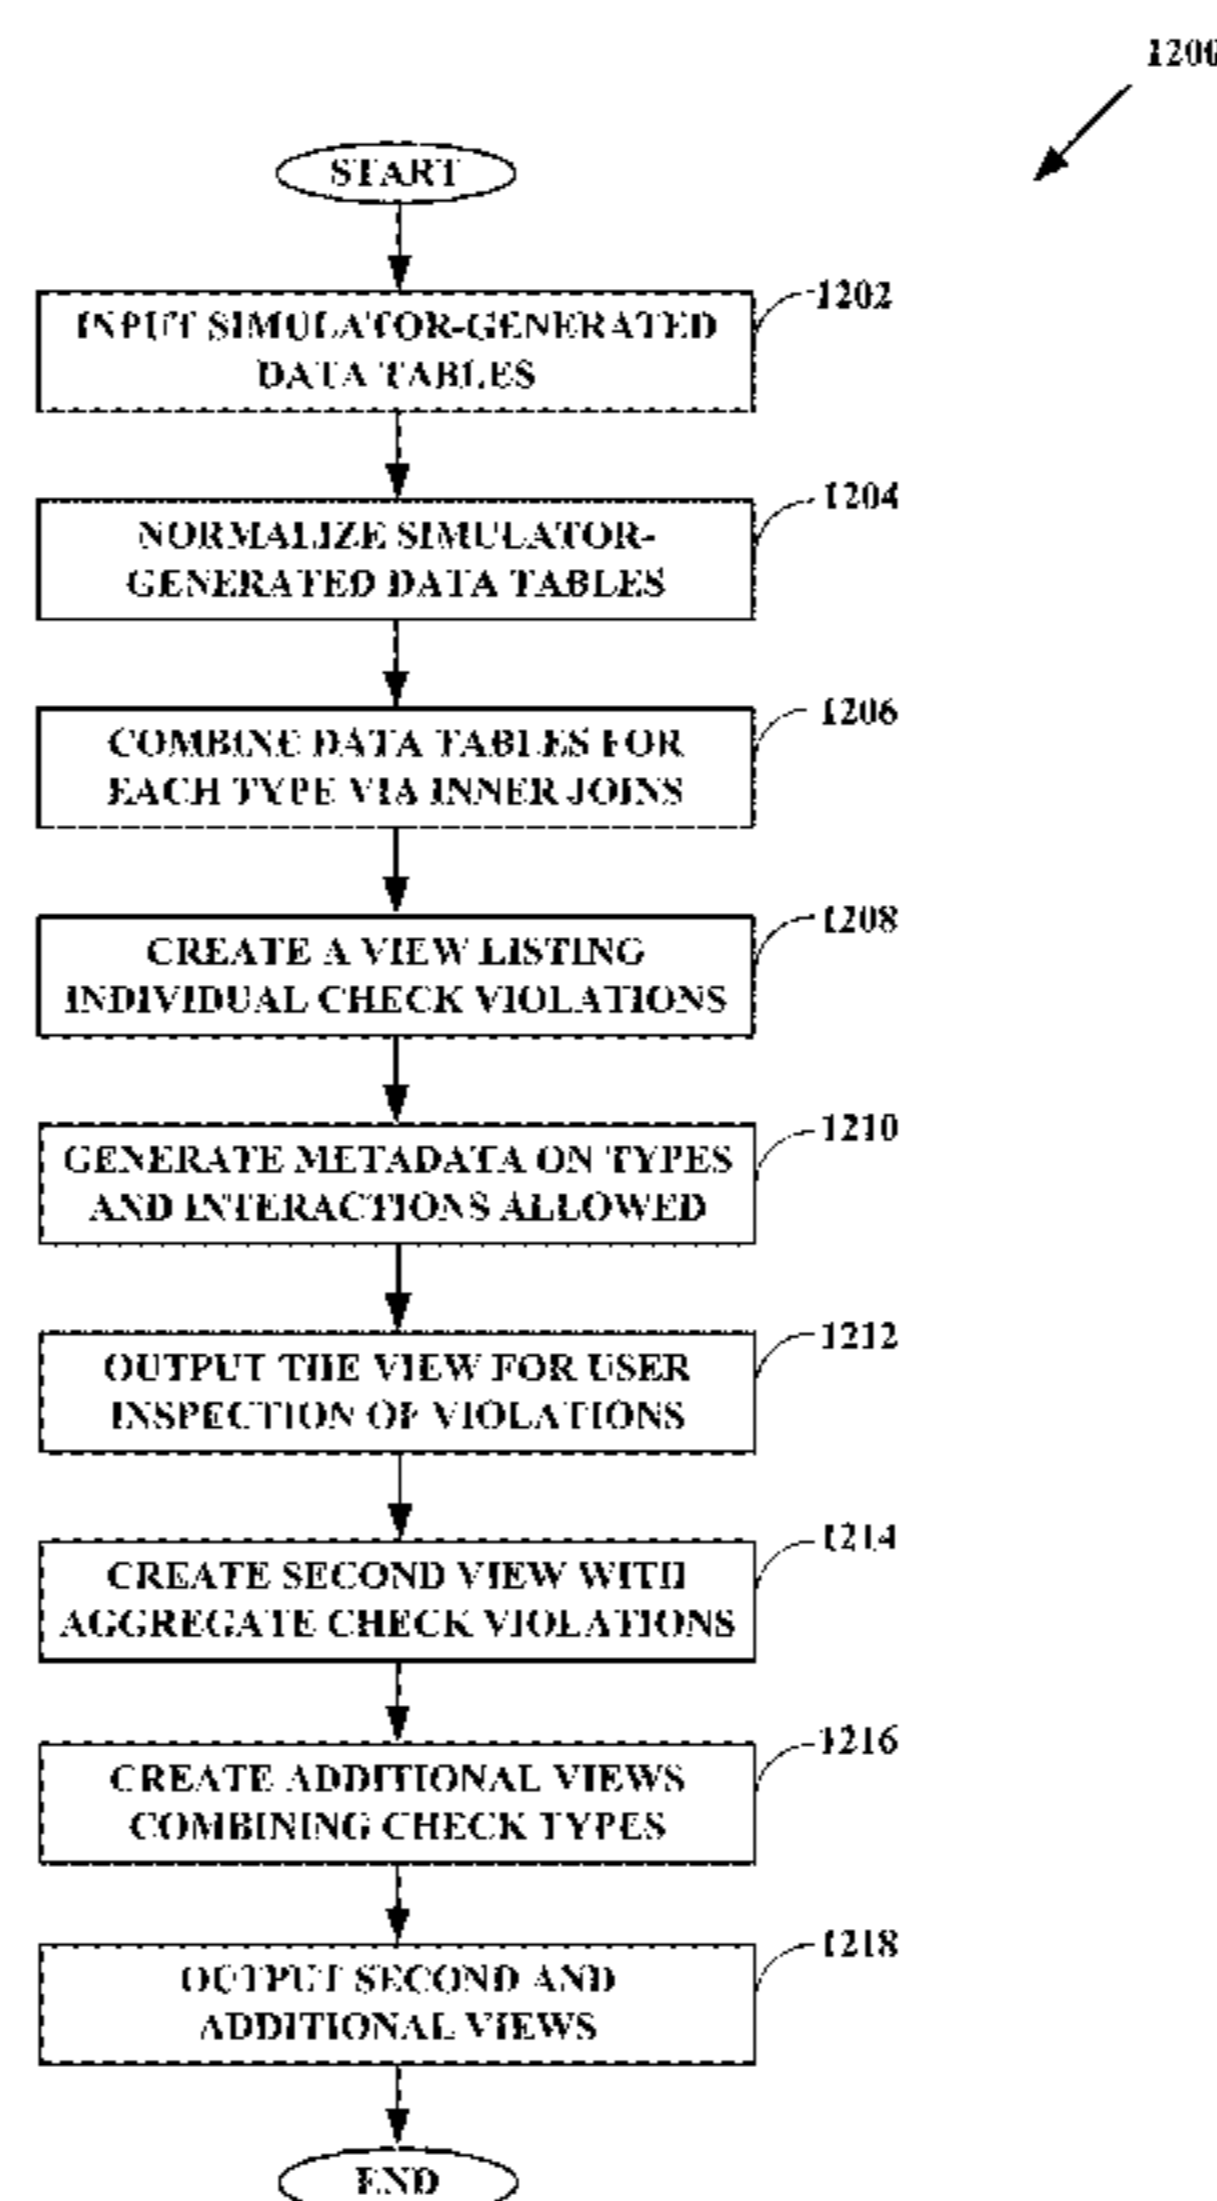 1200
START
1202
INPUT SIMULATOR-GENERATED
DATA TABLES
1204
NORMALIZE SIMULATOR-
GENERATED DATA TABLES
1206
COMBINE DATA TABLES FOR
EACH TYPE VIA INNER JOINS
1208
CREATE A VIEW LISTING
INDIVIDUAL CHECK VIOLATIONS
1210
GENERATE METADATA ON TYPES
AND INTERACTIONS ALLOWED
1212
OUTPUT THE VIEW FOR USER
INSPECTION OF VIOLATIONS
1214
CREATE SECOND VIEW WITH
AGGREGATE CHECK VIOLATIONS
1216
CREATE ADDITIONAL VIEWS
COMBINING CHECK TYPES
1218
OUTPUT SECOND AND
ADDITIONAL VIEWS
END